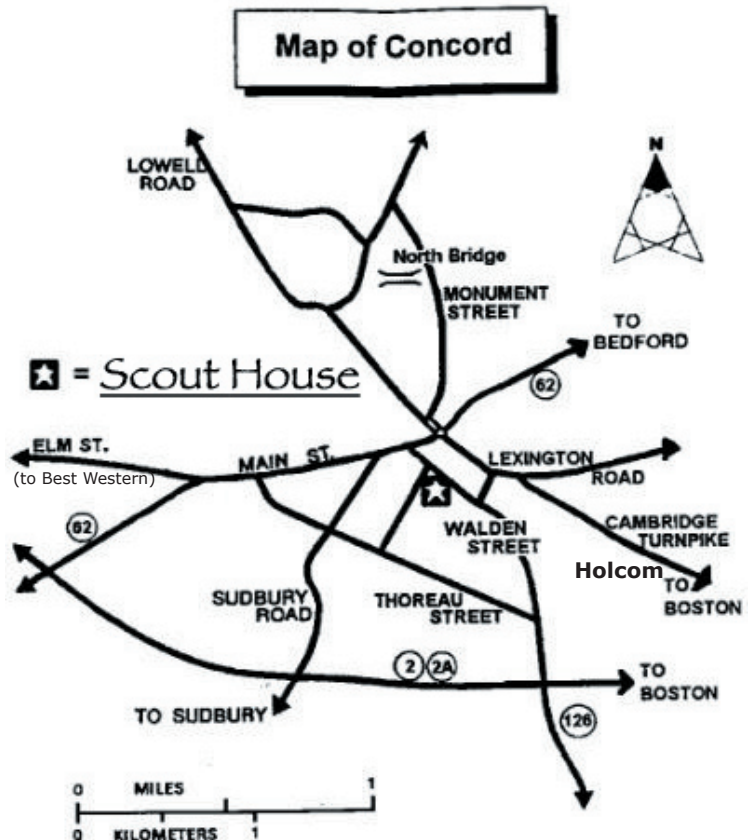 Map of Concord
N
LOWELL
ROAD
North Bridge
MONUMENT
STREET
TO
BEDFORD
62
= Scout House
ELM ST.
(to Best Western)
MAIN ST.
LEXINGTON
ROAD
62
WALDEN
STREET
CAMBRIDGE
TURNPIKE
Holcom
TO
BOSTON
SUDBURY
ROAD
THOREAU
STREET
2 2A
TO
BOSTON
TO SUDBURY
126
0 MILES 1
0 KILOMETERS 1